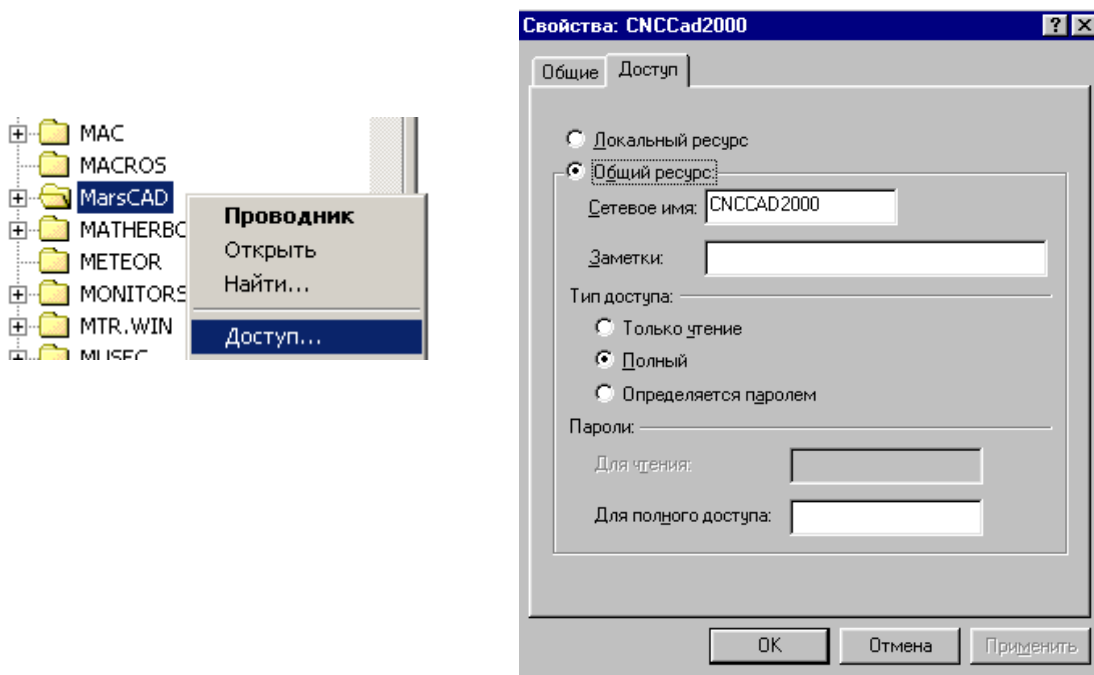 MAC
MACROS
MarsCAD
MATHERBC
METEOR
MONITORS
MTR.WIN
MUSEC
Проводник
Открыть
Найти...
Доступ...
Свойства: CNCCad2000
Общие Доступ
Локальный ресурс
Общий ресурс:
Сетевое имя: CNCCAD2000
Заметки:
Тип доступа:
Только чтение
Полный
Определяется паролем
Пароли:
Для чтения:
Для полного доступа:
OK Отмена Применить